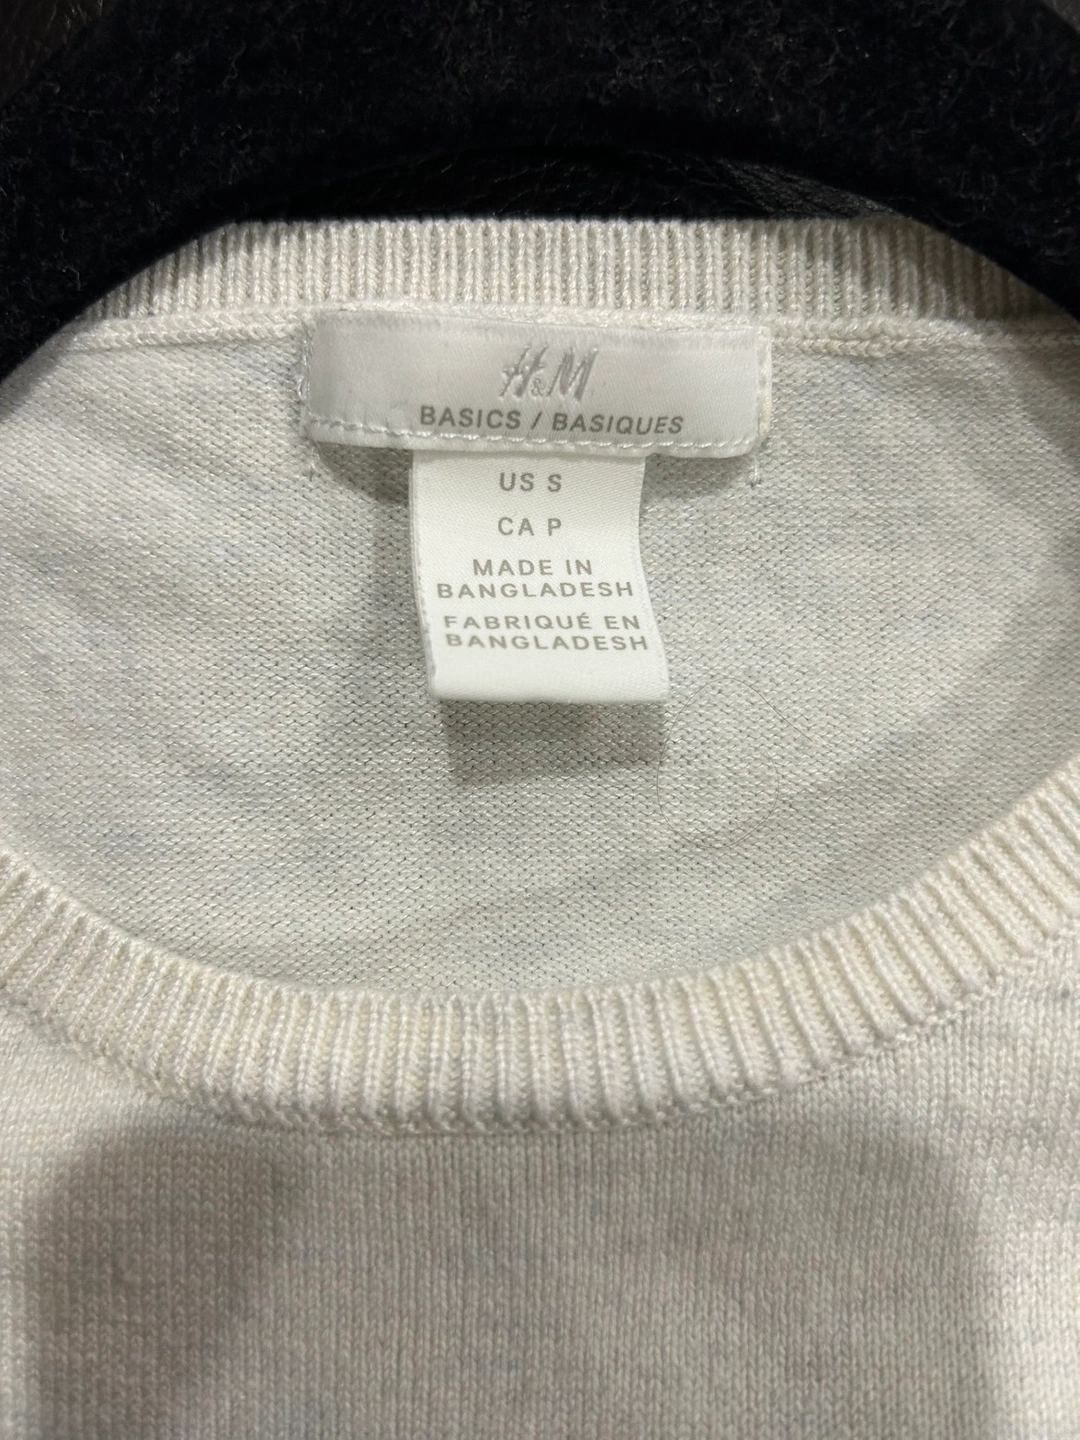 H&M
BASICS / BASIQUES
US S
CA P
MADE IN
BANGLADESH
FABRIQUÉ EN
BANGLADESH